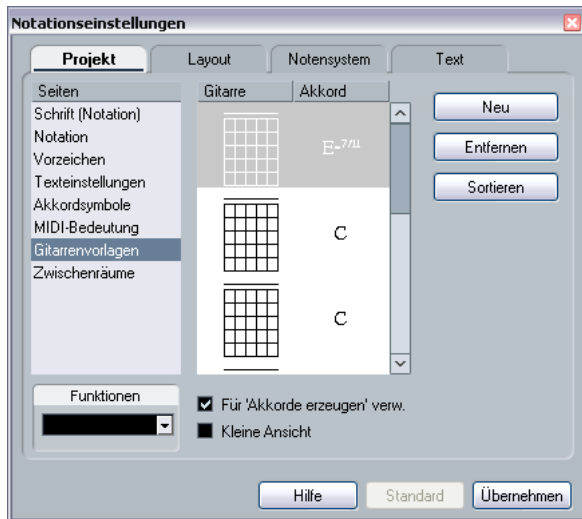 Notationseinstellungen
Projekt Layout Notensystem Text
Seiten
Schrift (Notation)
Notation
Vorzeichen
Texteinstellungen
Akkordsymbole
MIDI-Bedeutung
Gitarrenvorlagen
Zwischenräume
Gitarre Akkord
E-7/11
C
C
Neu
Entfernen
Sortieren
Funktionen
Für 'Akkorde erzeugen' verw.
Kleine Ansicht
Hilfe Standard Übernehmen